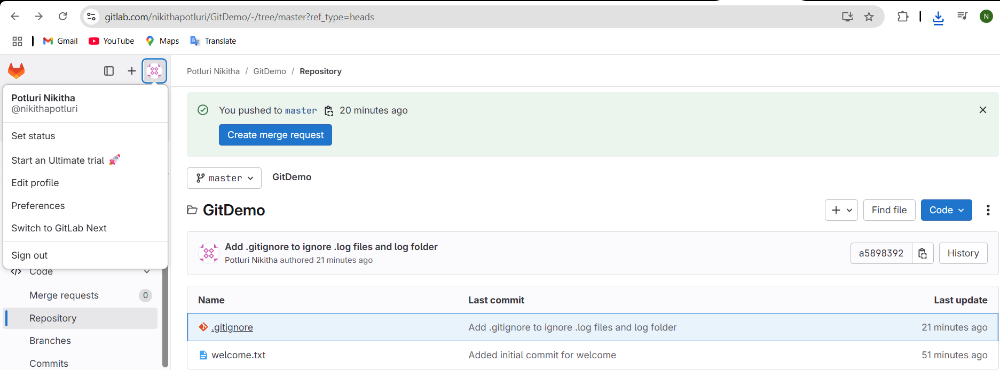 gitlab.com/nikithapotluri/GitDemo/-/tree/master?ref_type=heads
N
Gmail
YouTube
Maps
Translate
Potluri Nikitha / GitDemo / Repository
Potluri Nikitha
@nikithapotluri
Set status
Start an Ultimate trial 🚀
Edit profile
Preferences
Switch to GitLab Next
Sign out
Code
Merge requests 0
Repository
Branches
Commits
You pushed to master 20 minutes ago
Create merge request
master
GitDemo
GitDemo
Find file
Code
Add .gitignore to ignore .log files and log folder
Potluri Nikitha authored 21 minutes ago
a5898392
History
Name Last commit Last update
.gitignore Add .gitignore to ignore .log files and log folder 21 minutes ago
welcome.txt Added initial commit for welcome 51 minutes ago